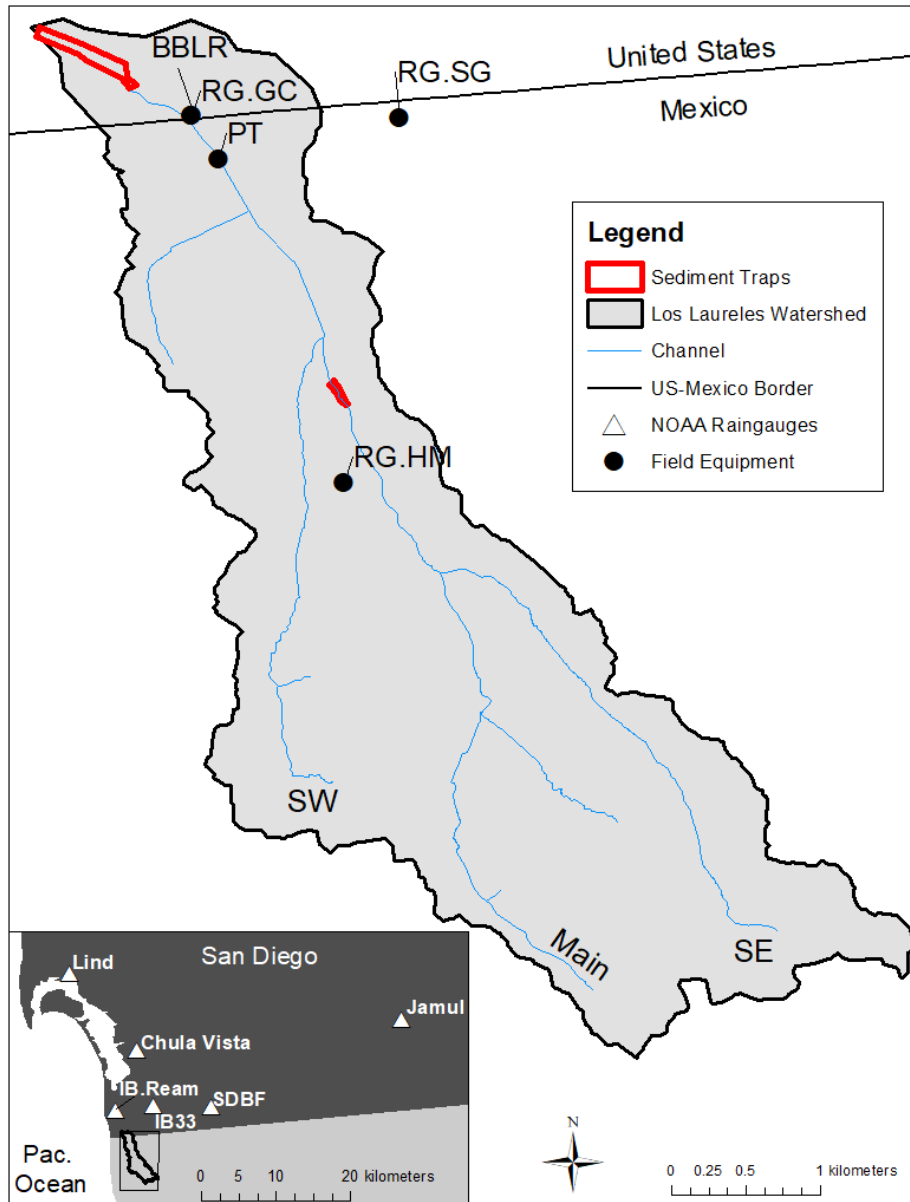 United States
Mexico
BBLR
RG.GC
RG.SG
PT
Legend
Sediment Traps
Los Laureles Watershed
Channel
US-Mexico Border
NOAA Raingauges
Field Equipment
RG.HM
SW
Main
SE
San Diego
Lind
Jamul
Chula Vista
IB.Ream
IB33
SDBF
Pac.
Ocean
0 5 10 20 kilometers
N
0 0.25 0.5 1 kilometers